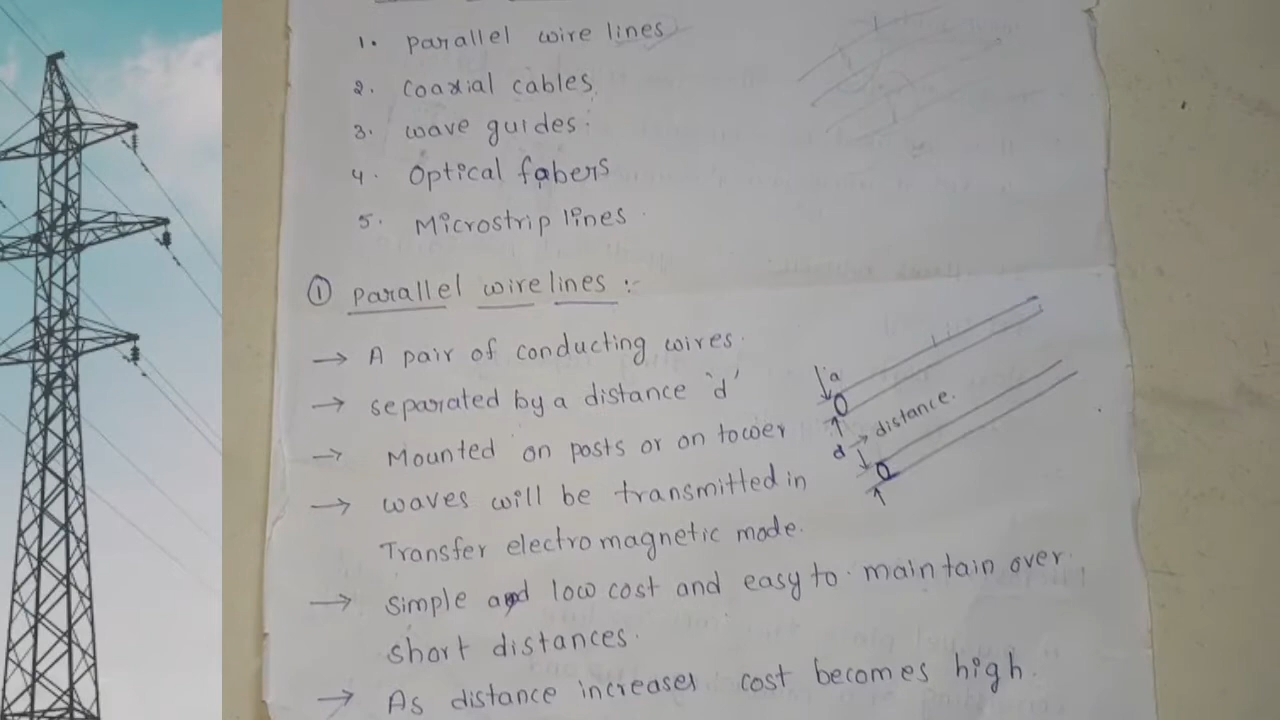 1. parallel wire lines
2. coaxial cables
3. wave guides.
4. Optical fabers
5. Microstrip lines
① parallel wire lines :-
→ A pair of conducting wires.
→ separated by a distance 'd'
→ Mounted on posts or on tower
→ waves will be transmitted in
Transfer electromagnetic mode.
→ simple and low cost and easy to maintain over
short distances.
→ As distance increases cost becomes high.
a
d → distance.